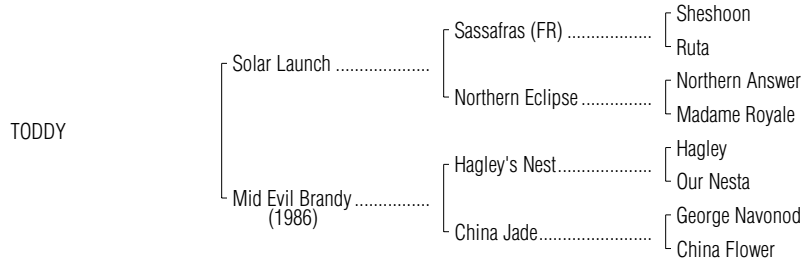 Sheshoon
Sassafras (FR) ..................
Ruta
Solar Launch ....................
Northern Answer
Northern Eclipse ...............
Madame Royale
TODDY
Hagley
Hagley's Nest....................
Our Nesta
Mid Evil Brandy ................
(1986)
George Navonod
China Jade........................
China Flower